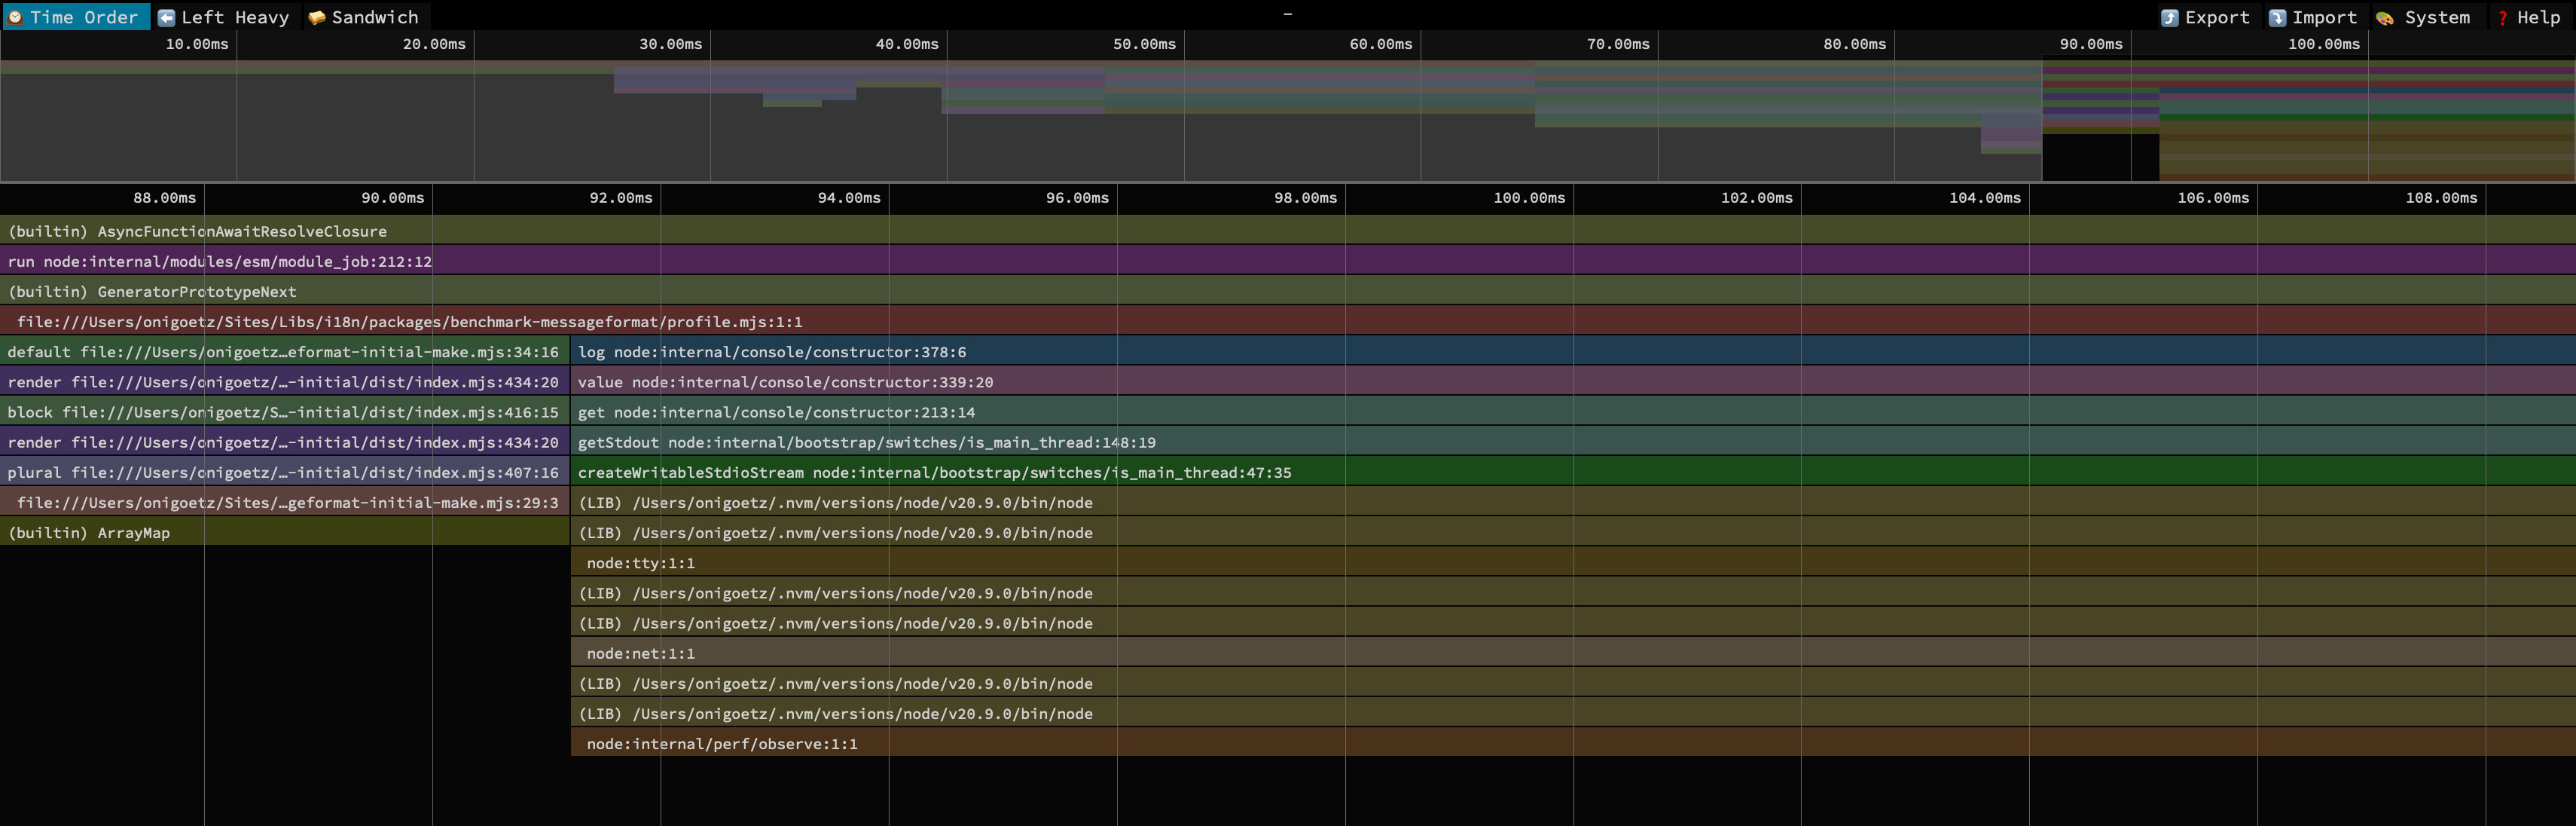 Time Order Left Heavy Sandwich — Export Import System Help
10.00ms 20.00ms 30.00ms 40.00ms 50.00ms 60.00ms 70.00ms 80.00ms 90.00ms 100.00ms
88.00ms 90.00ms 92.00ms 94.00ms 96.00ms 98.00ms 100.00ms 102.00ms 104.00ms 106.00ms 108.00ms
(builtin) AsyncFunctionAwaitResolveClosure
run node:internal/modules/esm/module_job:212:12
(builtin) GeneratorPrototypeNext
file:///Users/onigoetz/Sites/Libs/i18n/packages/benchmark-messageformat/profile.mjs:1:1
default file:///Users/onigoetz…eformat-initial-make.mjs:34:16 log node:internal/console/constructor:378:6
render file:///Users/onigoetz/…-initial/dist/index.mjs:434:20 value node:internal/console/constructor:339:20
block file:///Users/onigoetz/S…-initial/dist/index.mjs:416:15 get node:internal/console/constructor:213:14
render file:///Users/onigoetz/…-initial/dist/index.mjs:434:20 getStdout node:internal/bootstrap/switches/is_main_thread:148:19
plural file:///Users/onigoetz/…-initial/dist/index.mjs:407:16 createWritableStdioStream node:internal/bootstrap/switches/is_main_thread:47:35
file:///Users/onigoetz/Sites/…geformat-initial-make.mjs:29:3 (LIB) /Users/onigoetz/.nvm/versions/node/v20.9.0/bin/node
(builtin) ArrayMap (LIB) /Users/onigoetz/.nvm/versions/node/v20.9.0/bin/node
node:tty:1:1
(LIB) /Users/onigoetz/.nvm/versions/node/v20.9.0/bin/node
(LIB) /Users/onigoetz/.nvm/versions/node/v20.9.0/bin/node
node:net:1:1
(LIB) /Users/onigoetz/.nvm/versions/node/v20.9.0/bin/node
(LIB) /Users/onigoetz/.nvm/versions/node/v20.9.0/bin/node
node:internal/perf/observe:1:1